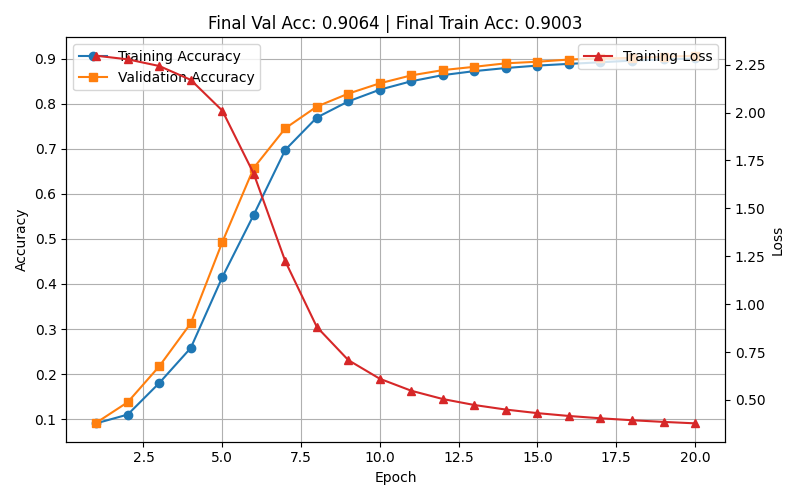 Final Val Acc: 0.9064 | Final Train Acc: 0.9003
Training Accuracy
Validation Accuracy
Training Loss
0.9
0.8
0.7
0.6
0.5
0.4
0.3
0.2
0.1
Accuracy
2.25
2.00
1.75
1.50
1.25
1.00
0.75
0.50
Loss
2.5 5.0 7.5 10.0 12.5 15.0 17.5 20.0
Epoch